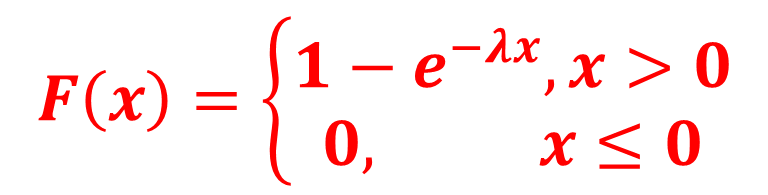 F(x) = { 1 − e^{−λx}, x > 0
0, x ≤ 0